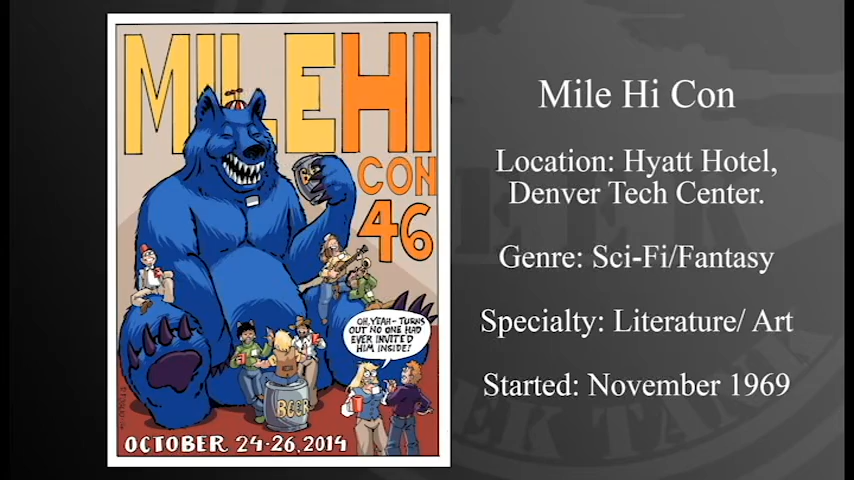 MILEHI
CON
46
OH, YEAH- TURNS
OUT NO ONE HAD
EVER INVITED
HIM INSIDE!
BEER
OCTOBER 24-26, 2014
Mile Hi Con
Location: Hyatt Hotel,
Denver Tech Center.
Genre: Sci-Fi/Fantasy
Specialty: Literature/ Art
Started: November 1969